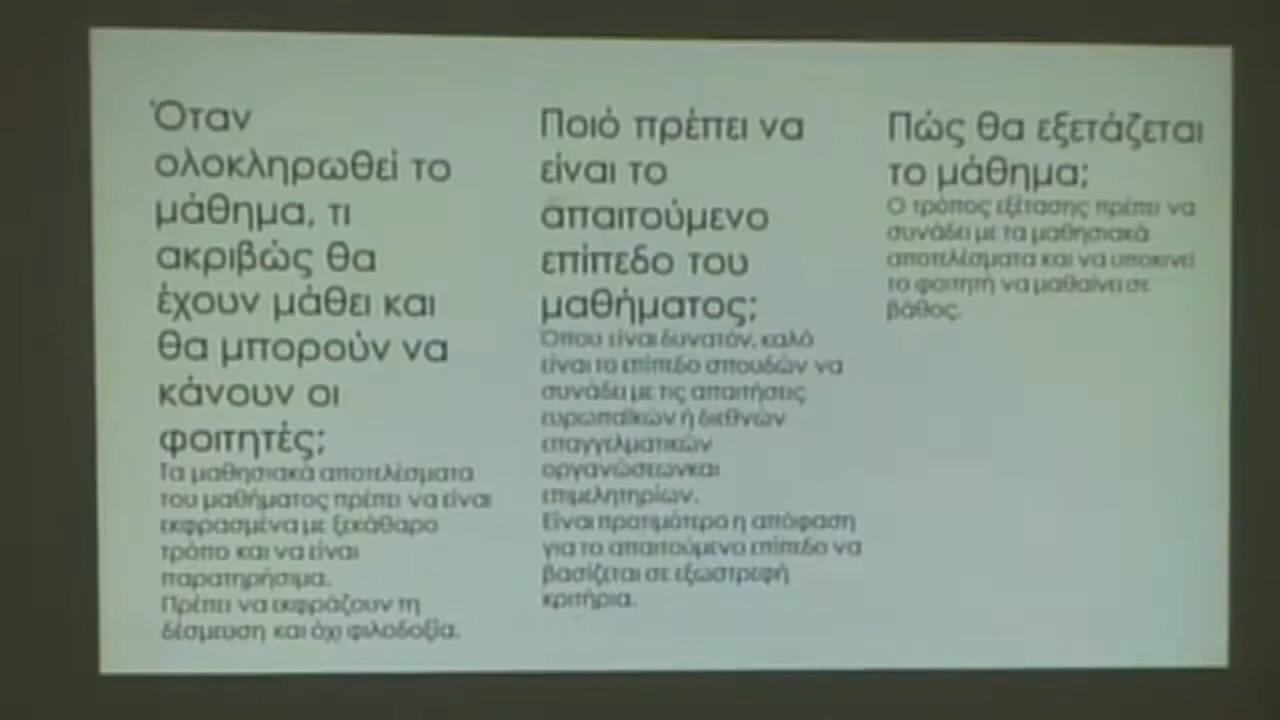 Όταν
ολοκληρωθεί το
μάθημα, τι
ακριβώς θα
έχουν μάθει και
θα μπορούν να
κάνουν οι
φοιτητές;
Τα μαθησιακά αποτελέσματα
του μαθήματος πρέπει να είναι
εκφρασμένα με ξεκάθαρο
τρόπο και να είναι
παρατηρήσιμα.
Πρέπει να εκφράζουν τη
δέσμευση και όχι φιλοδοξία.
Ποιό πρέπει να
είναι το
απαιτούμενο
επίπεδο του
μαθήματος;
Όπου είναι δυνατόν, καλό
είναι το επίπεδο σπουδών να
συνάδει με τις απαιτήσεις
ευρωπαϊκών ή διεθνών
επαγγελματικών
οργανώσεωνκαι
επιμελητηρίων.
Είναι προτιμότερο η απόφαση
για το απαιτούμενο επίπεδο να
βασίζεται σε εξωστρεφή
κριτήρια.
Πώς θα εξετάζεται
το μάθημα;
Ο τρόπος εξέτασης πρέπει να
συνάδει με τα μαθησιακά
αποτελέσματα και να υποκινεί
το φοιτητή να μαθαίνει σε
βάθος.